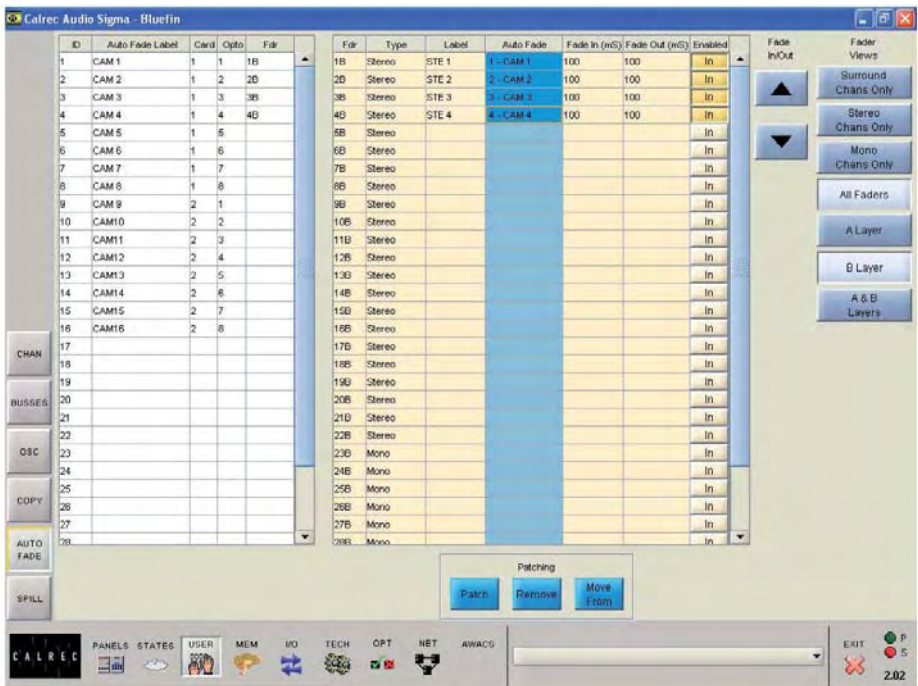 Calrec Audio Sigma - Bluefin
ID Auto Fade Label Card Opto Fdr
1 CAM 1 1 1 1B
2 CAM 2 1 2 2B
3 CAM 3 1 3 3B
4 CAM 4 1 4 4B
5 CAM 5 1 5
6 CAM 6 1 6
7 CAM 7 1 7
8 CAM 8 1 8
9 CAM 9 2 1
10 CAM10 2 2
11 CAM11 2 3
12 CAM12 2 4
13 CAM13 2 5
14 CAM14 2 6
15 CAM15 2 7
16 CAM16 2 8
17
18
19
20
21
22
23
24
25
26
27
28
Fdr Type Label Auto Fade Fade In (mS) Fade Out (mS) Enabled
1B Stereo STE 1 1 - CAM 1 100 100 In
2B Stereo STE 2 2 - CAM 2 100 100 In
3B Stereo STE 3 3 - CAM 3 100 100 In
4B Stereo STE 4 4 - CAM 4 100 100 In
5B Stereo In
6B Stereo In
7B Stereo In
8B Stereo In
9B Stereo In
10B Stereo In
11B Stereo In
12B Stereo In
13B Stereo In
14B Stereo In
15B Stereo In
16B Stereo In
17B Stereo In
18B Stereo In
19B Stereo In
20B Stereo In
21B Stereo In
22B Stereo In
23B Mono In
24B Mono In
25B Mono In
26B Mono In
27B Mono In
28B Mono In
Fade
In/Out
Fader
Views
Surround
Chans Only
Stereo
Chans Only
Mono
Chans Only
All Faders
A Layer
B Layer
A & B
Layers
CHAN
BUSSES
OSC
COPY
AUTO
FADE
SPILL
Patching
Patch
Remove
Move
From
CALREC
PANELS STATES USER MEM I/O TECH OPT NET AWACS
EXIT
P
S
2.02